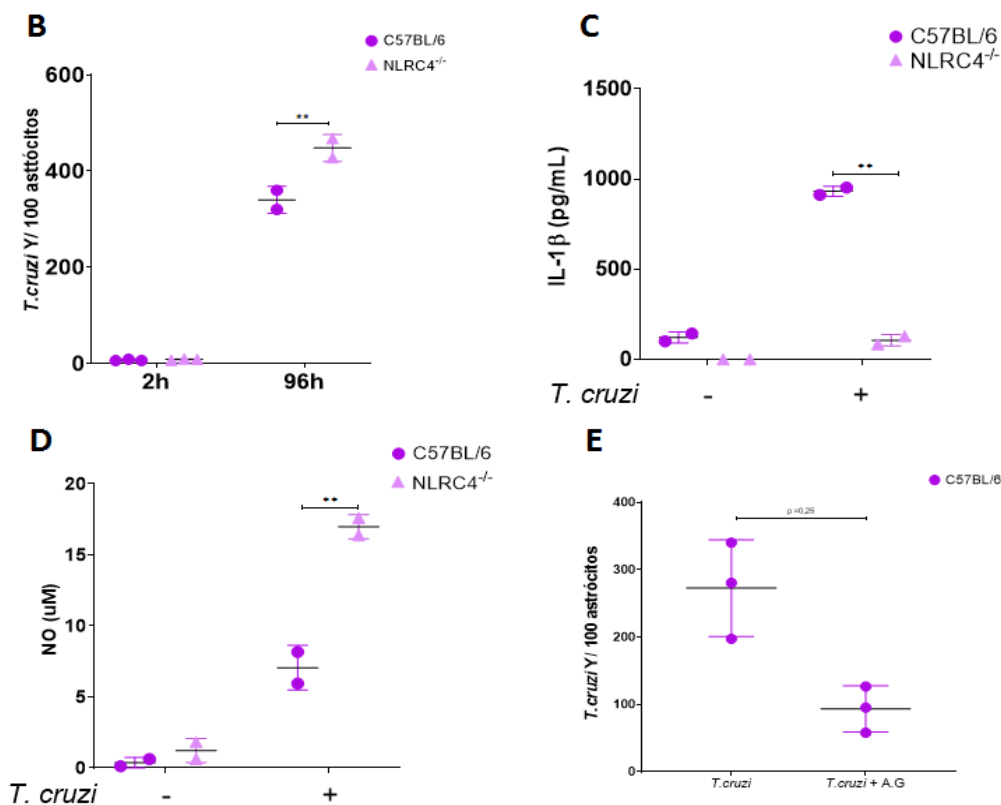 B
C57BL/6
NLRC4-/-
600
400
200
0
T.cruzi Y/ 100 asttócitos
**
2h
96h
C
C57BL/6
NLRC4-/-
1500
1000
500
0
IL-1β (pg/mL)
**
T. cruzi
-
+
D
C57BL/6
NLRC4-/-
20
15
10
5
0
NO (uM)
**
T. cruzi
-
+
E
C57BL/6
400
300
200
100
0
T.cruzi Y/ 100 astrócitos
p =0,25
T.cruzi
T.cruzi + A.G